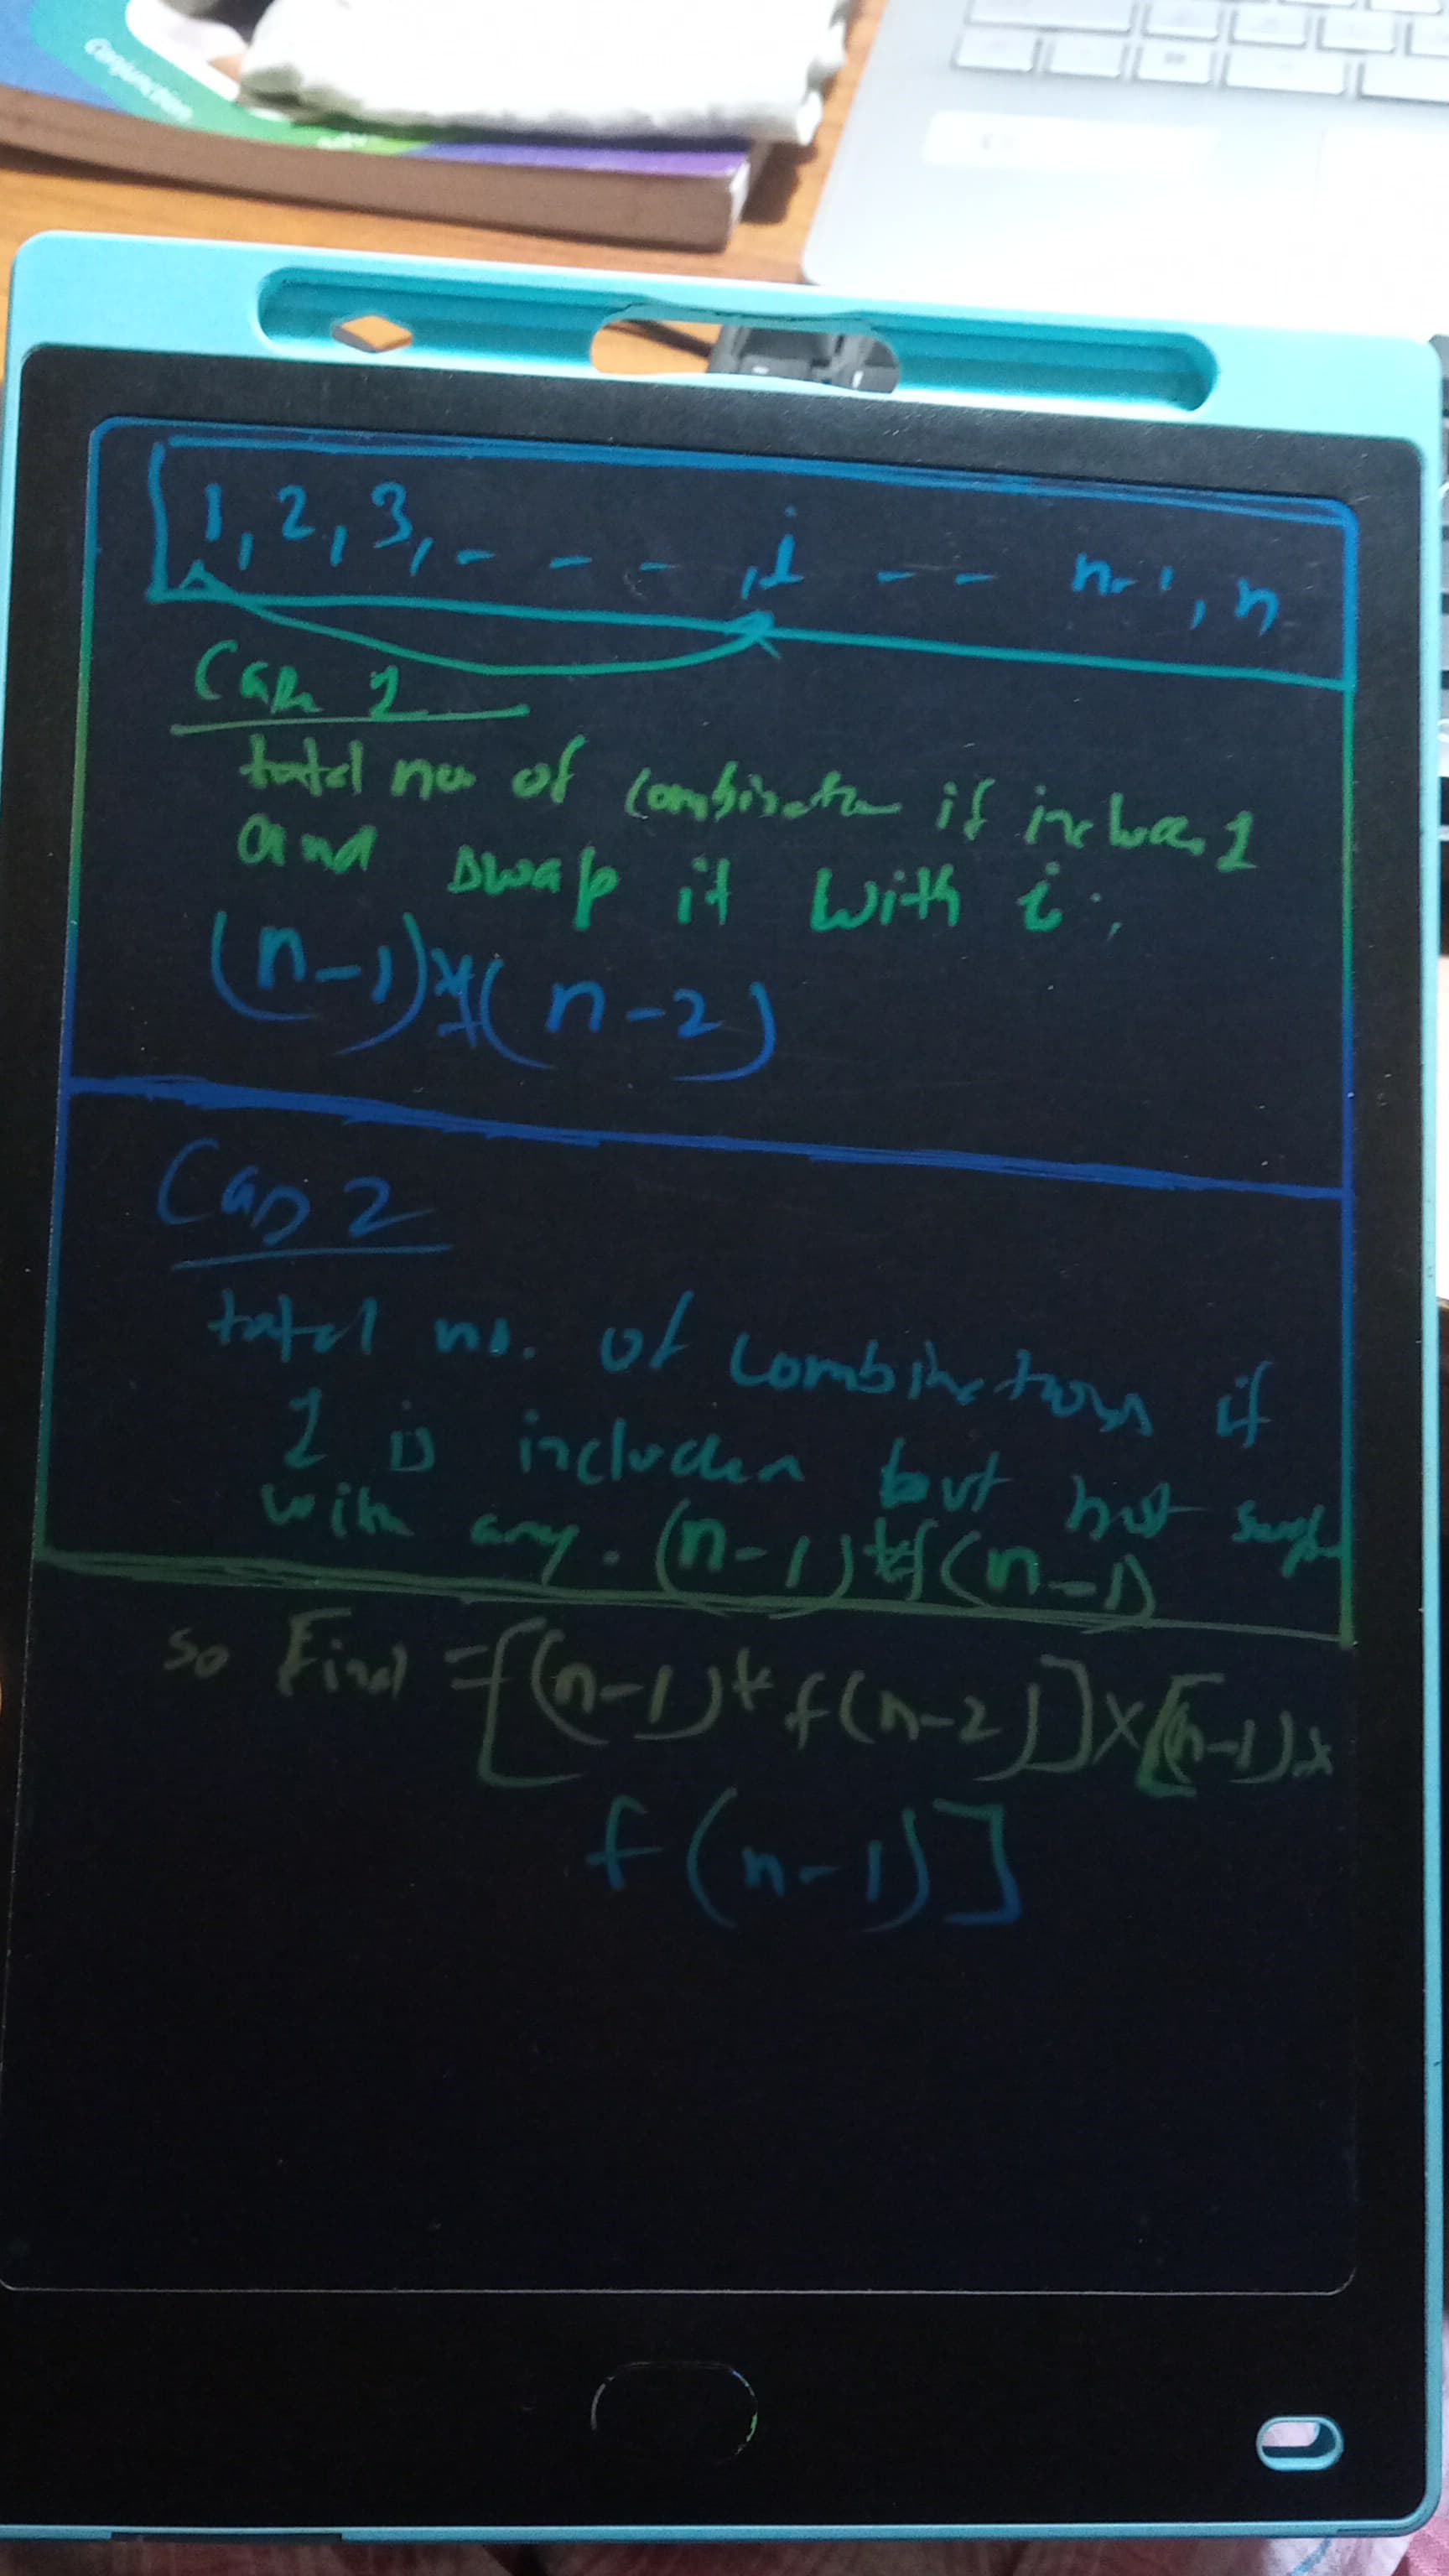 Conjunction
1, 2, 3, - - - , i - - n-1, n
Case 1
total no of combination if include 1
and swap it with i.
(n-1)*f(n-2)
Case 2
total no. of combinations if
1 is included but not swap
with any. (n-1)*f(n-1)
so Final = [(n-1)* f(n-2)] X [(n-1) x
f(n-1)]